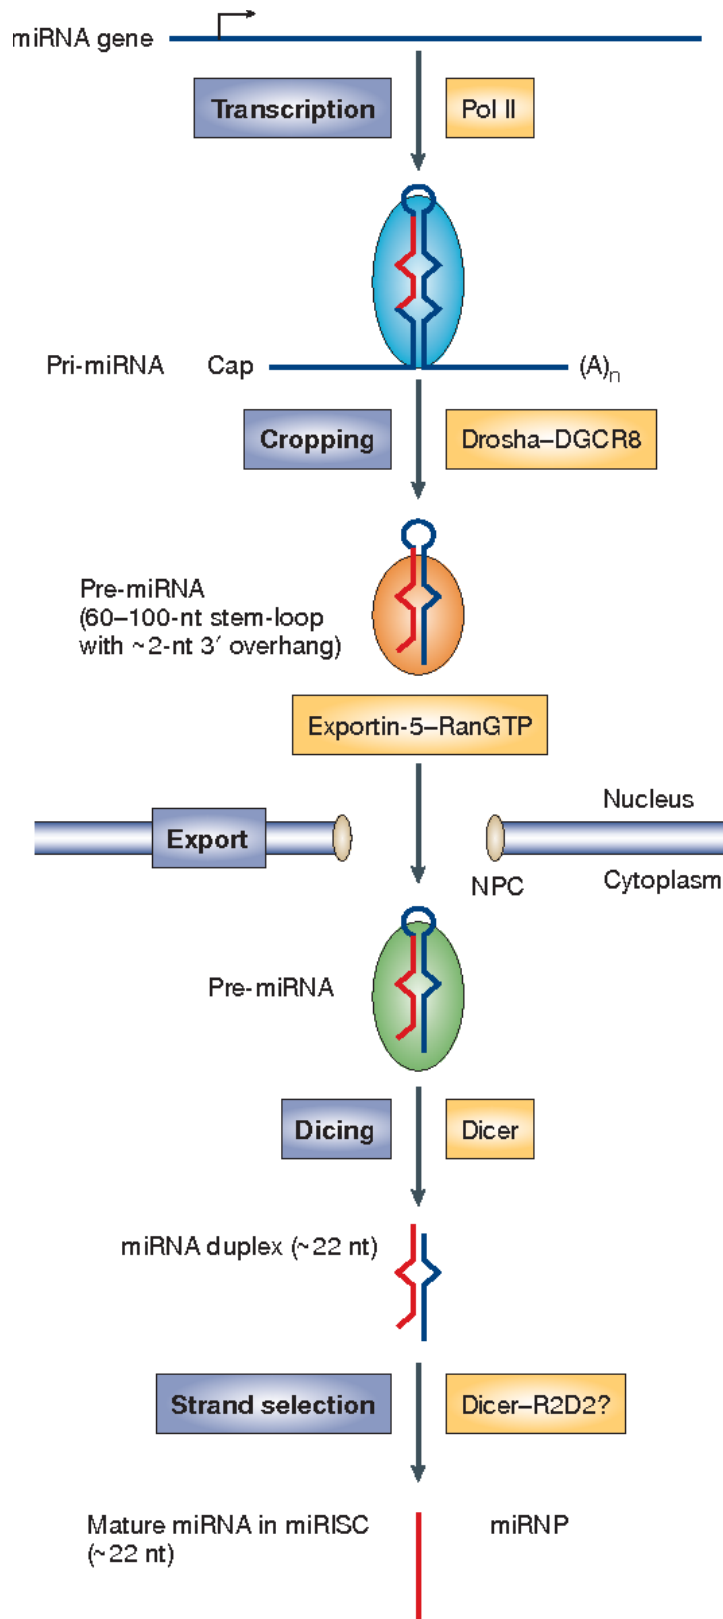 miRNA gene
Transcription
Pol II
Pri-miRNA
Cap
(A)n
Cropping
Drosha–DGCR8
Pre-miRNA
(60–100-nt stem-loop
with ~2-nt 3′ overhang)
Exportin-5–RanGTP
Nucleus
Export
NPC
Cytoplasm
Pre-miRNA
Dicing
Dicer
miRNA duplex (~22 nt)
Strand selection
Dicer–R2D2?
Mature miRNA in miRISC
(~22 nt)
miRNP